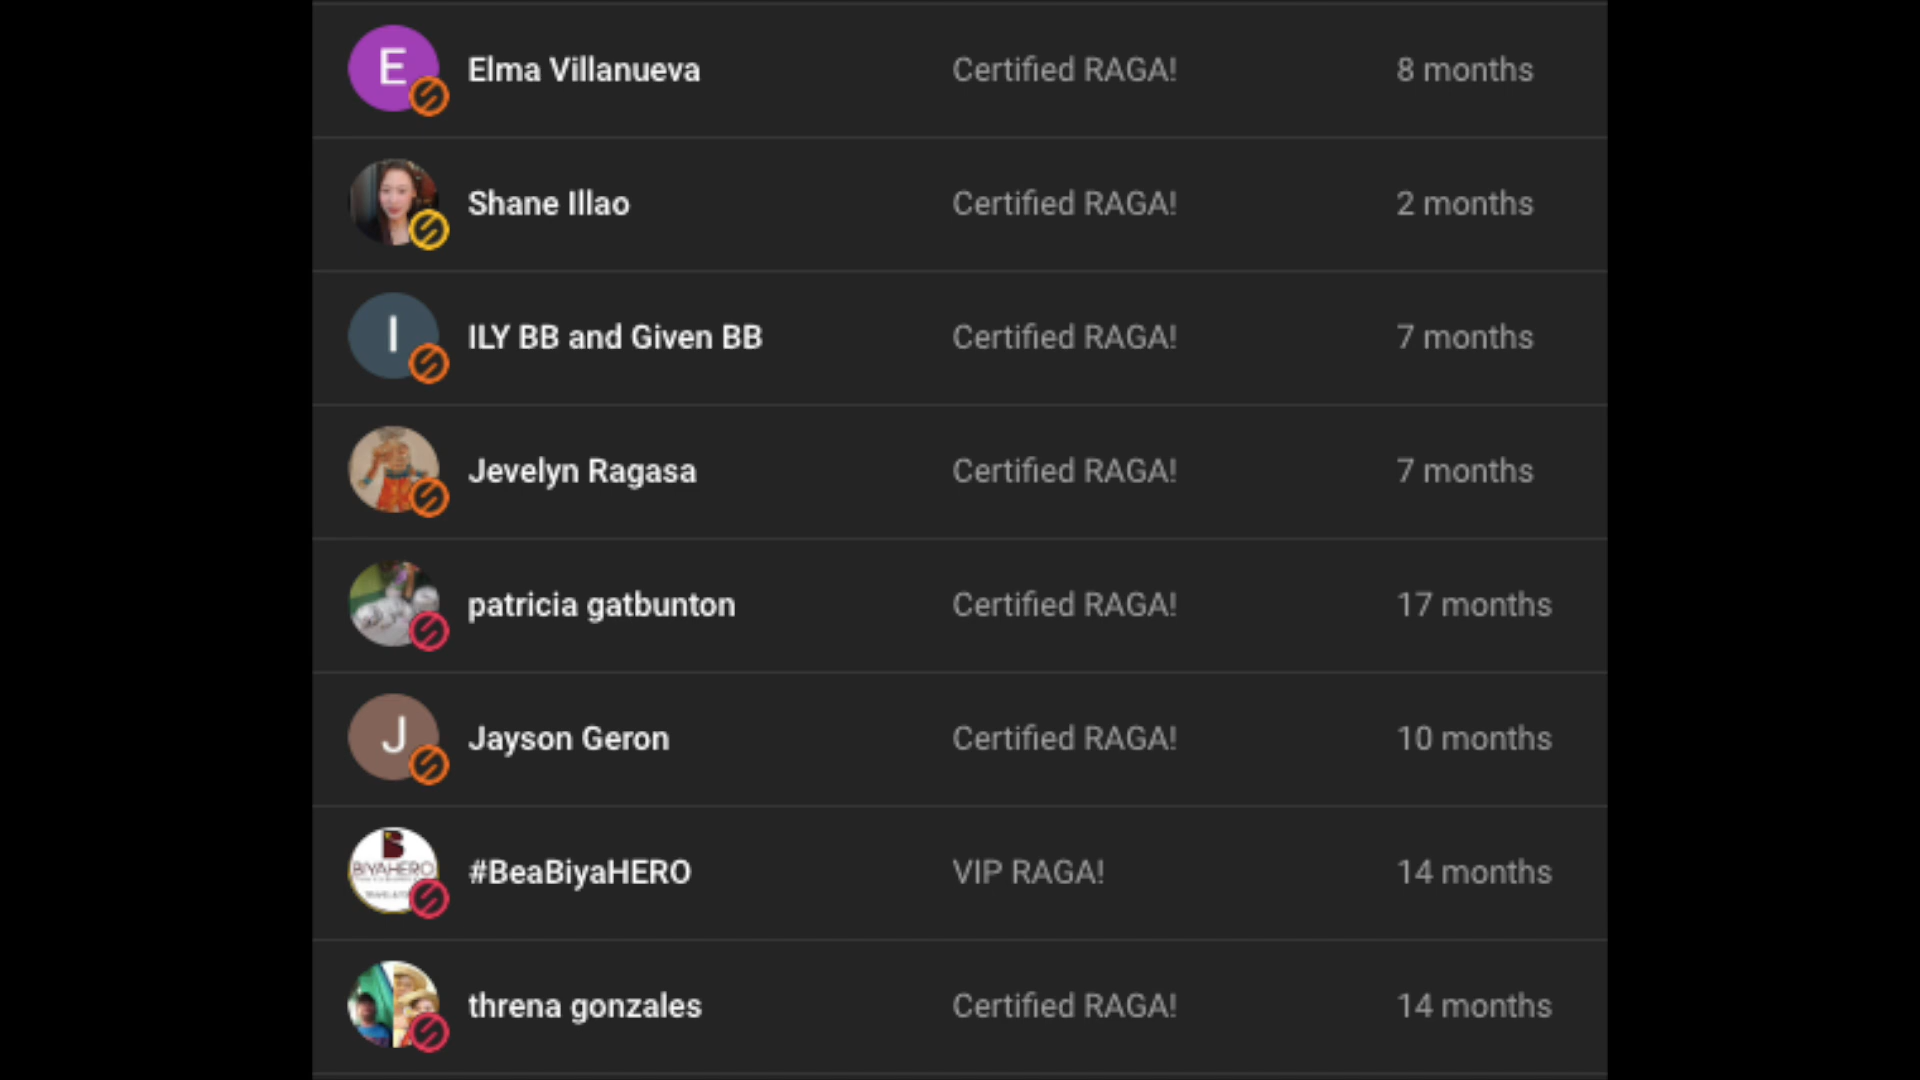 E Elma Villanueva Certified RAGA! 8 months
Shane Illao Certified RAGA! 2 months
I ILY BB and Given BB Certified RAGA! 7 months
Jevelyn Ragasa Certified RAGA! 7 months
patricia gatbunton Certified RAGA! 17 months
J Jayson Geron Certified RAGA! 10 months
BIYAHERO #BeaBiyaHERO VIP RAGA! 14 months
threna gonzales Certified RAGA! 14 months